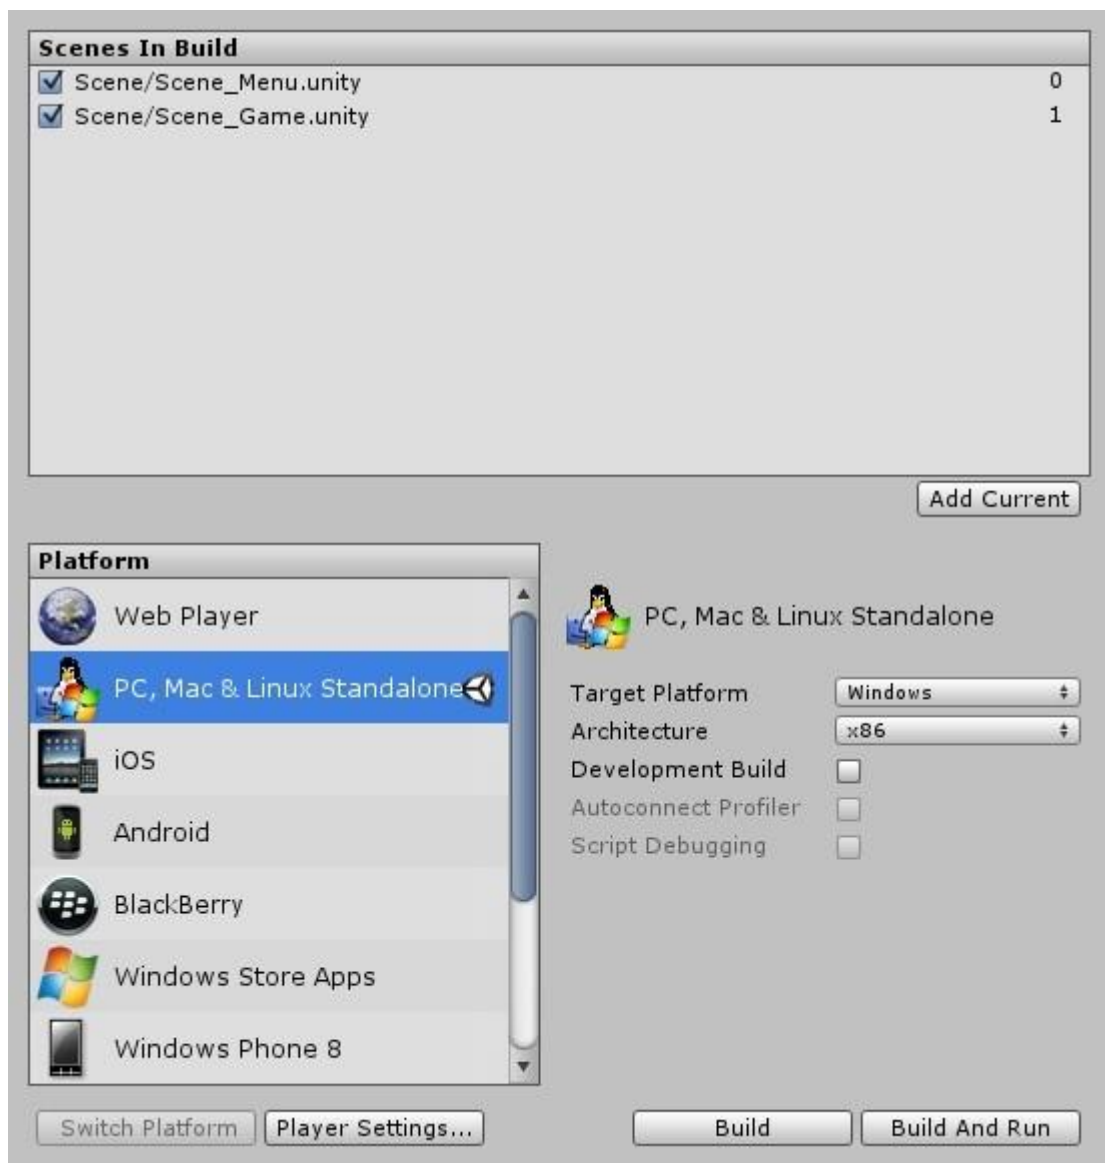 Scenes In Build
Scene/Scene_Menu.unity 0
Scene/Scene_Game.unity 1
Add Current
Platform
Web Player
PC, Mac & Linux Standalone
iOS
Android
BlackBerry
Windows Store Apps
Windows Phone 8
PC, Mac & Linux Standalone
Target Platform Windows
Architecture x86
Development Build
Autoconnect Profiler
Script Debugging
Switch Platform Player Settings... Build Build And Run